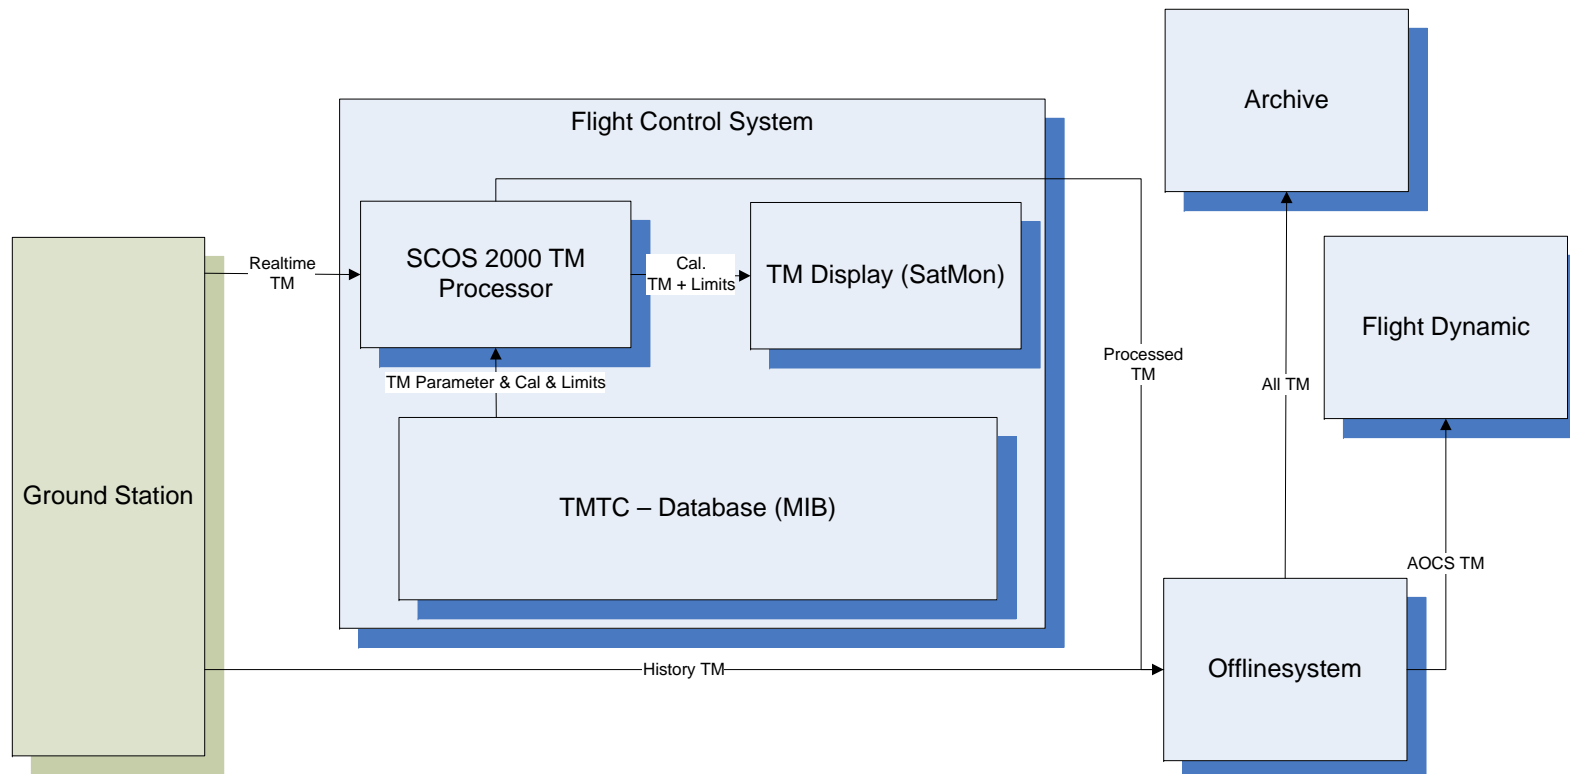 Archive
Flight Control System
SCOS 2000 TM
Processor
TM Display (SatMon)
Realtime
TM
Cal.
TM + Limits
Flight Dynamic
Processed
TM
TM Parameter & Cal & Limits
All TM
Ground Station
TMTC – Database (MIB)
AOCS TM
History TM
Offlinesystem